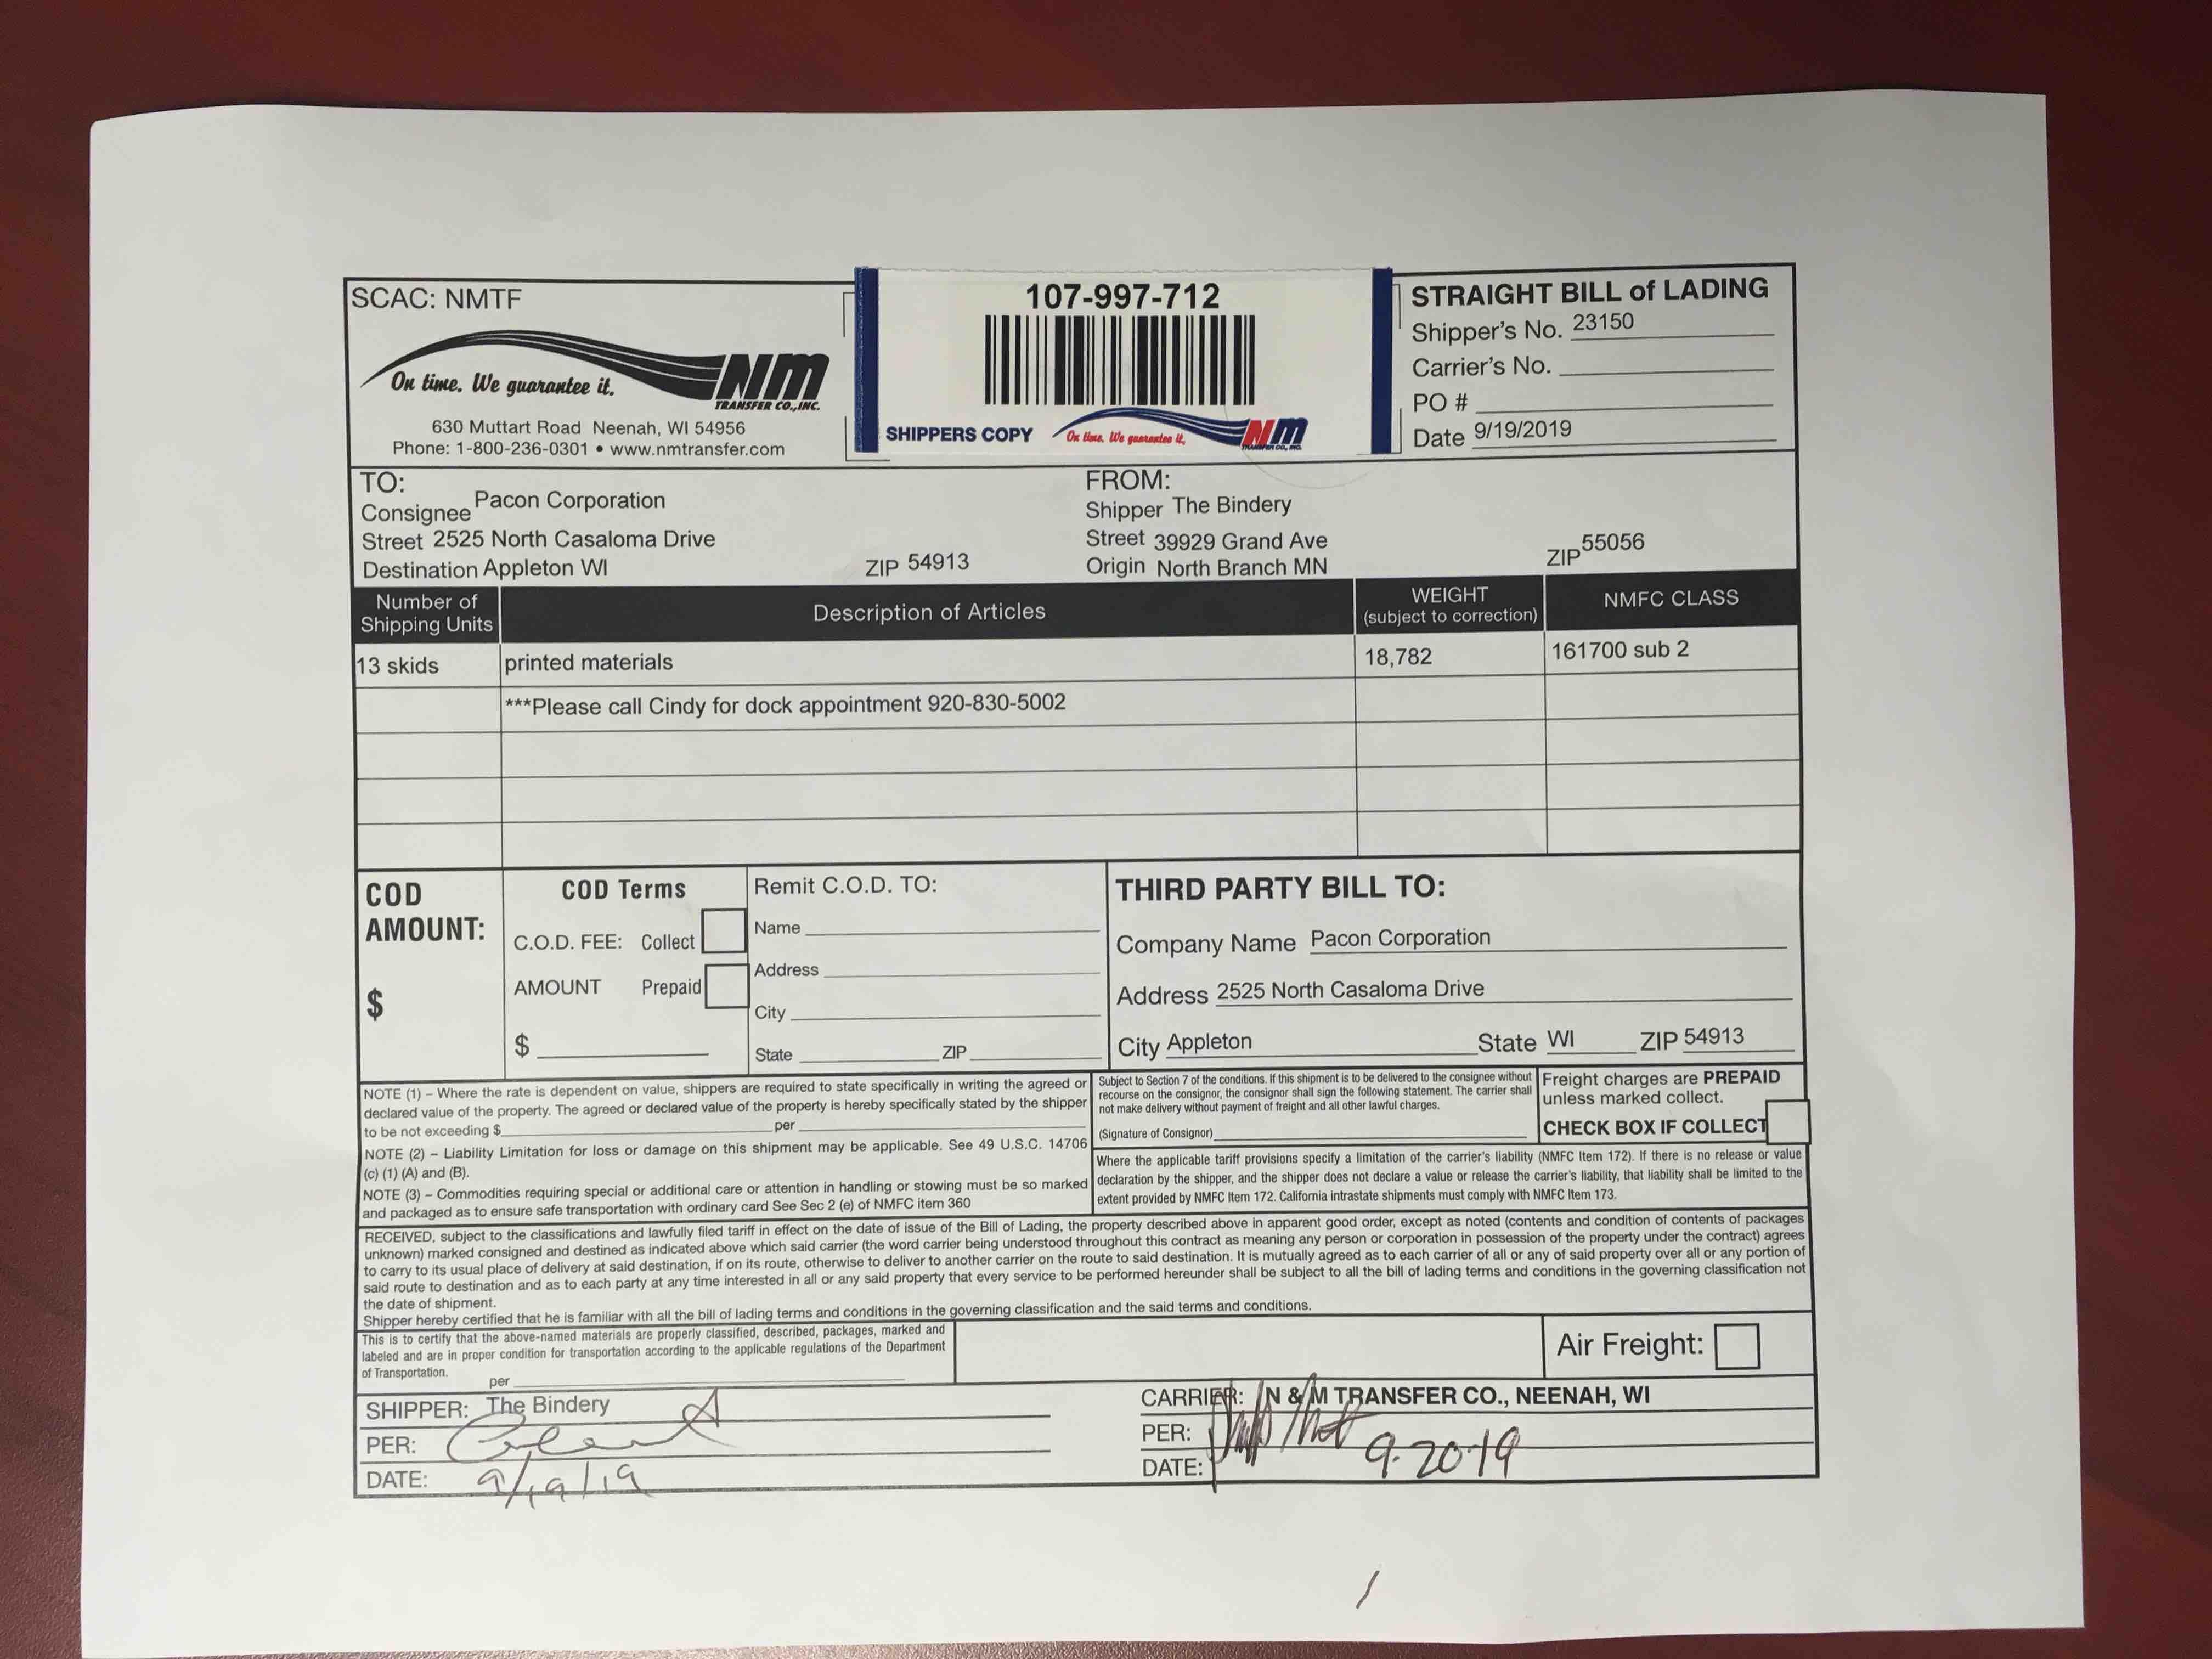 SCAC: NMTF
On time. We guarantee it.
NM
TRANSFER CO., INC.
630 Muttart Road Neenah, WI 54956
Phone: 1-800-236-0301 • www.nmtransfer.com
107-997-712
SHIPPERS COPY On time. We guarantee it. NM
TRANSFER CO., INC.
STRAIGHT BILL of LADING
Shipper's No. 23150
Carrier's No.
PO #
Date 9/19/2019
TO:
Consignee Pacon Corporation
Street 2525 North Casaloma Drive
Destination Appleton WI ZIP 54913
FROM:
Shipper The Bindery
Street 39929 Grand Ave
Origin North Branch MN ZIP 55056
Number of Shipping Units Description of Articles WEIGHT (subject to correction) NMFC CLASS
13 skids printed materials 18,782 161700 sub 2
***Please call Cindy for dock appointment 920-830-5002
COD AMOUNT:
$
COD Terms
C.O.D. FEE: Collect
AMOUNT Prepaid
$
Remit C.O.D. TO:
Name
Address
City
State ZIP
THIRD PARTY BILL TO:
Company Name Pacon Corporation
Address 2525 North Casaloma Drive
City Appleton State WI ZIP 54913
NOTE (1) – Where the rate is dependent on value, shippers are required to state specifically in writing the agreed or
declared value of the property. The agreed or declared value of the property is hereby specifically stated by the shipper
to be not exceeding $ per
NOTE (2) – Liability Limitation for loss or damage on this shipment may be applicable. See 49 U.S.C. 14706
(c) (1) (A) and (B).
NOTE (3) – Commodities requiring special or additional care or attention in handling or stowing must be so marked
and packaged as to ensure safe transportation with ordinary card See Sec 2 (e) of NMFC item 360
Subject to Section 7 of the conditions. If this shipment is to be delivered to the consignee without
recourse on the consignor, the consignor shall sign the following statement. The carrier shall
not make delivery without payment of freight and all other lawful charges.
(Signature of Consignor)
Freight charges are PREPAID
unless marked collect.
CHECK BOX IF COLLECT
Where the applicable tariff provisions specify a limitation of the carrier's liability (NMFC Item 172). If there is no release or value
declaration by the shipper, and the shipper does not declare a value or release the carrier's liability, that liability shall be limited to the
extent provided by NMFC Item 172. California intrastate shipments must comply with NMFC Item 173.
RECEIVED, subject to the classifications and lawfully filed tariff in effect on the date of issue of the Bill of Lading, the property described above in apparent good order, except as noted (contents and condition of contents of packages
unknown) marked consigned and destined as indicated above which said carrier (the word carrier being understood throughout this contract as meaning any person or corporation in possession of the property under the contract) agrees
to carry to its usual place of delivery at said destination, if on its route, otherwise to deliver to another carrier on the route to said destination. It is mutually agreed as to each carrier of all or any of said property over all or any portion of
said route to destination and as to each party at any time interested in all or any said property that every service to be performed hereunder shall be subject to all the bill of lading terms and conditions in the governing classification not
the date of shipment.
Shipper hereby certified that he is familiar with all the bill of lading terms and conditions in the governing classification and the said terms and conditions.
This is to certify that the above-named materials are properly classified, described, packages, marked and
labeled and are in proper condition for transportation according to the applicable regulations of the Department
of Transportation.
per
Air Freight:
SHIPPER: The Bindery
PER:
DATE: 9/19/19
CARRIER: N & M TRANSFER CO., NEENAH, WI
PER:
DATE: 9-20-19